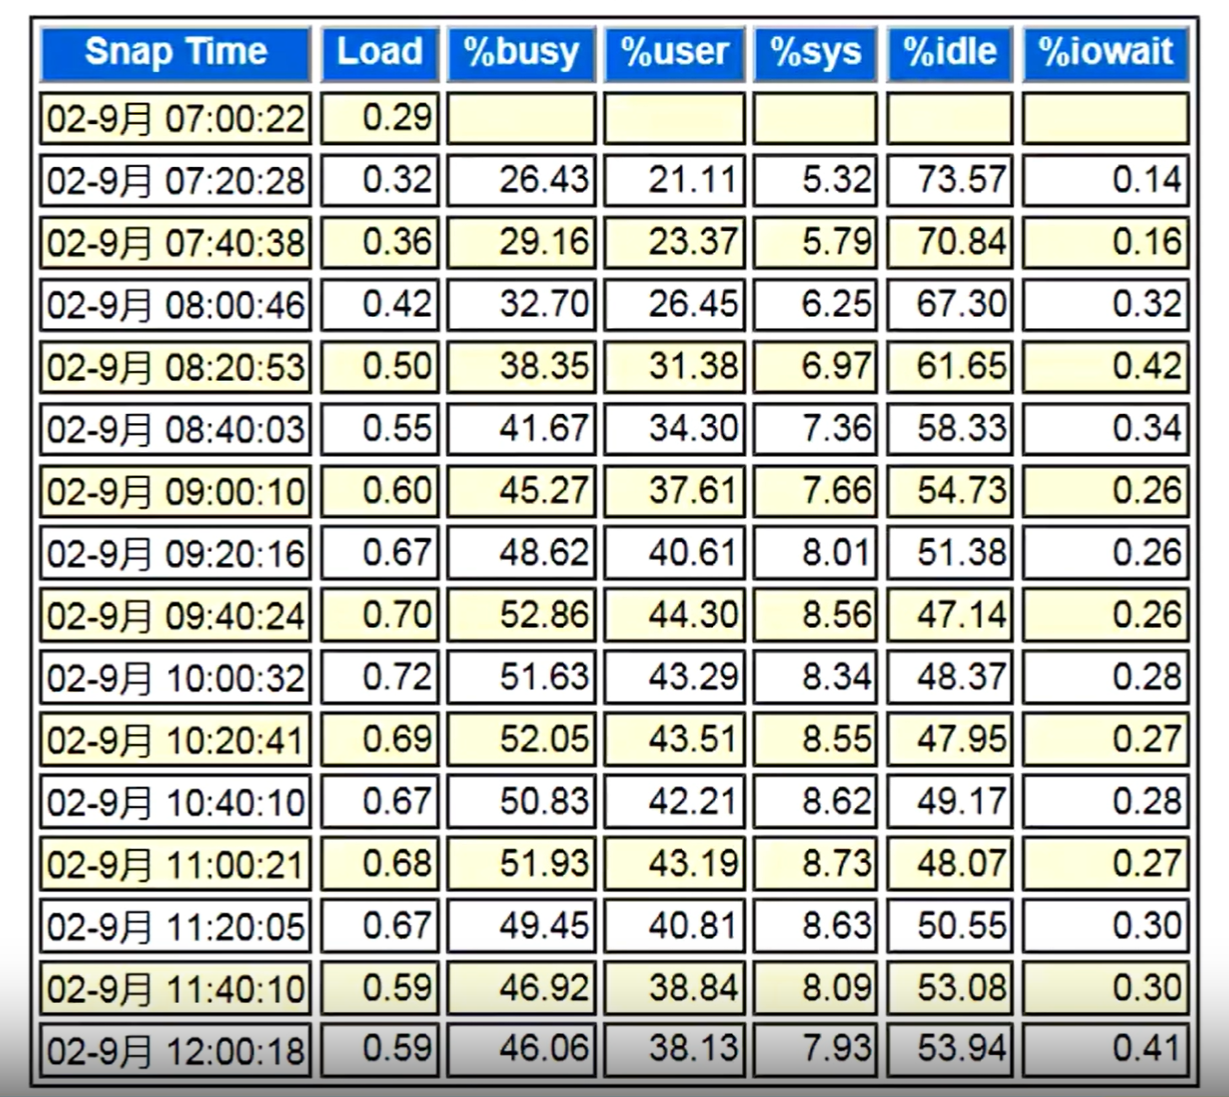 Snap Time Load %busy %user %sys %idle %iowait
02-9月 07:00:22 0.29
02-9月 07:20:28 0.32 26.43 21.11 5.32 73.57 0.14
02-9月 07:40:38 0.36 29.16 23.37 5.79 70.84 0.16
02-9月 08:00:46 0.42 32.70 26.45 6.25 67.30 0.32
02-9月 08:20:53 0.50 38.35 31.38 6.97 61.65 0.42
02-9月 08:40:03 0.55 41.67 34.30 7.36 58.33 0.34
02-9月 09:00:10 0.60 45.27 37.61 7.66 54.73 0.26
02-9月 09:20:16 0.67 48.62 40.61 8.01 51.38 0.26
02-9月 09:40:24 0.70 52.86 44.30 8.56 47.14 0.26
02-9月 10:00:32 0.72 51.63 43.29 8.34 48.37 0.28
02-9月 10:20:41 0.69 52.05 43.51 8.55 47.95 0.27
02-9月 10:40:10 0.67 50.83 42.21 8.62 49.17 0.28
02-9月 11:00:21 0.68 51.93 43.19 8.73 48.07 0.27
02-9月 11:20:05 0.67 49.45 40.81 8.63 50.55 0.30
02-9月 11:40:10 0.59 46.92 38.84 8.09 53.08 0.30
02-9月 12:00:18 0.59 46.06 38.13 7.93 53.94 0.41